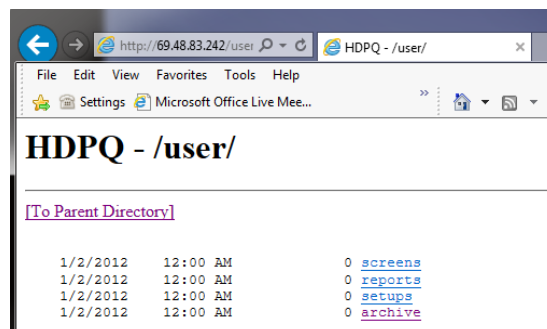 http://69.48.83.242/user
HDPQ - /user/
File Edit View Favorites Tools Help
Settings Microsoft Office Live Mee...
HDPQ - /user/
[To Parent Directory]
1/2/2012 12:00 AM 0 screens
1/2/2012 12:00 AM 0 reports
1/2/2012 12:00 AM 0 setups
1/2/2012 12:00 AM 0 archive